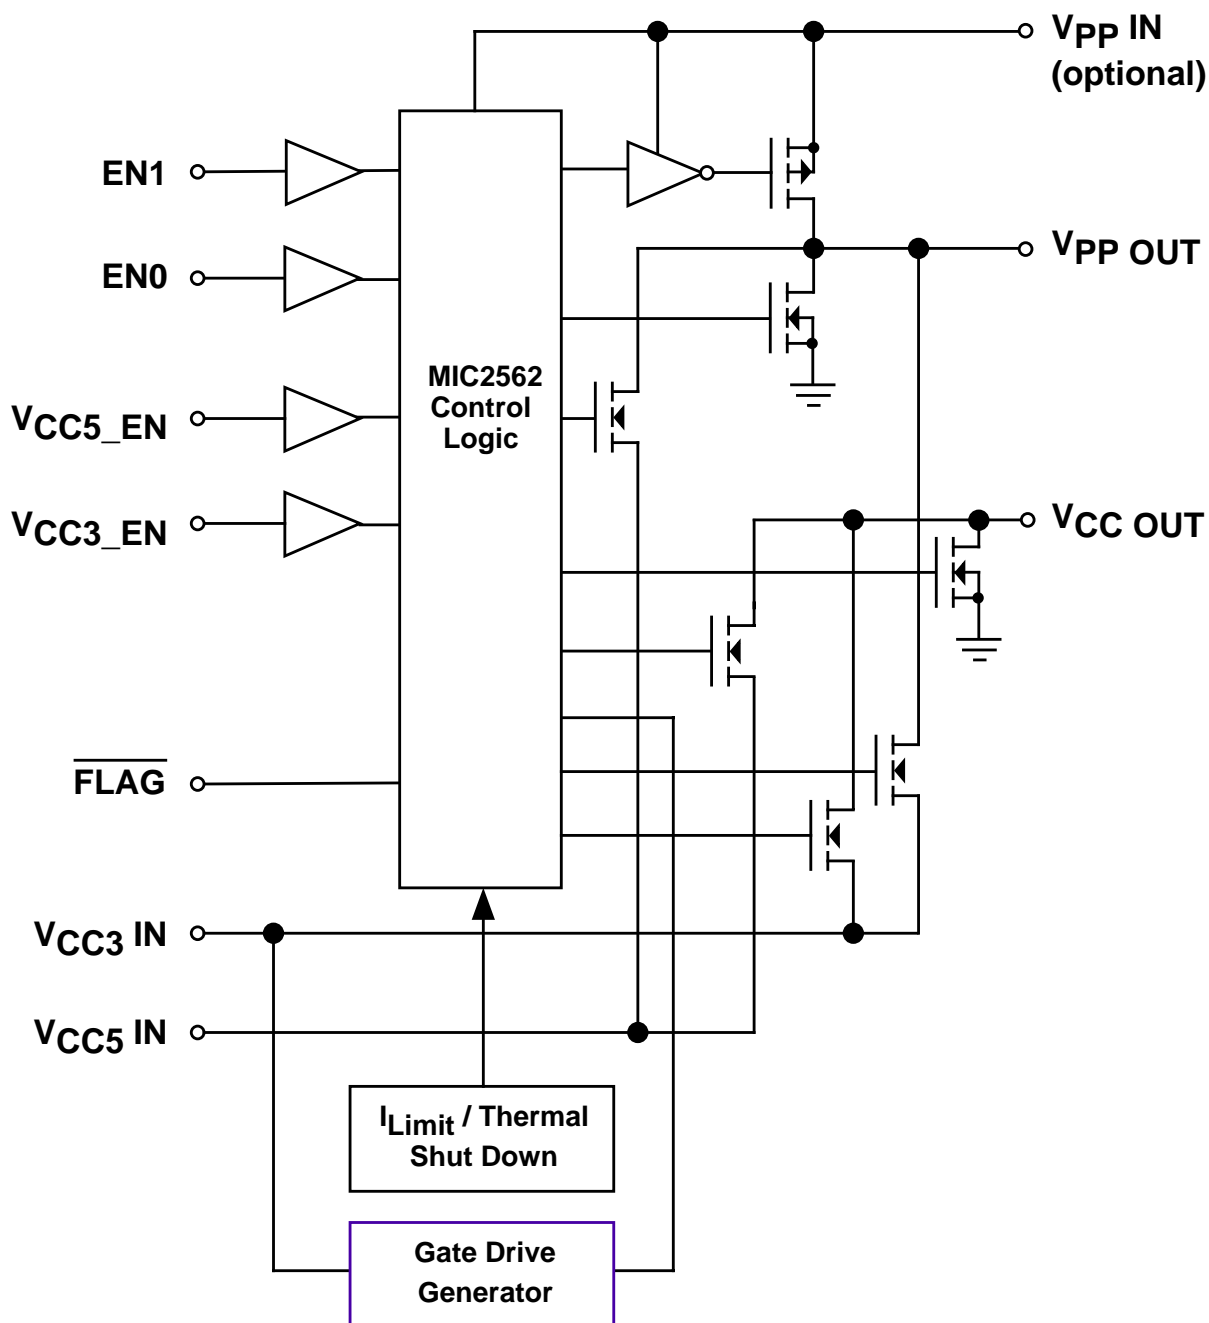 VPP IN
(optional)
EN1
EN0
VPP OUT
MIC2562
Control
Logic
VCC5_EN
VCC3_EN
VCC OUT
FLAG
VCC3 IN
VCC5 IN
ILimit / Thermal
Shut Down
Gate Drive
Generator